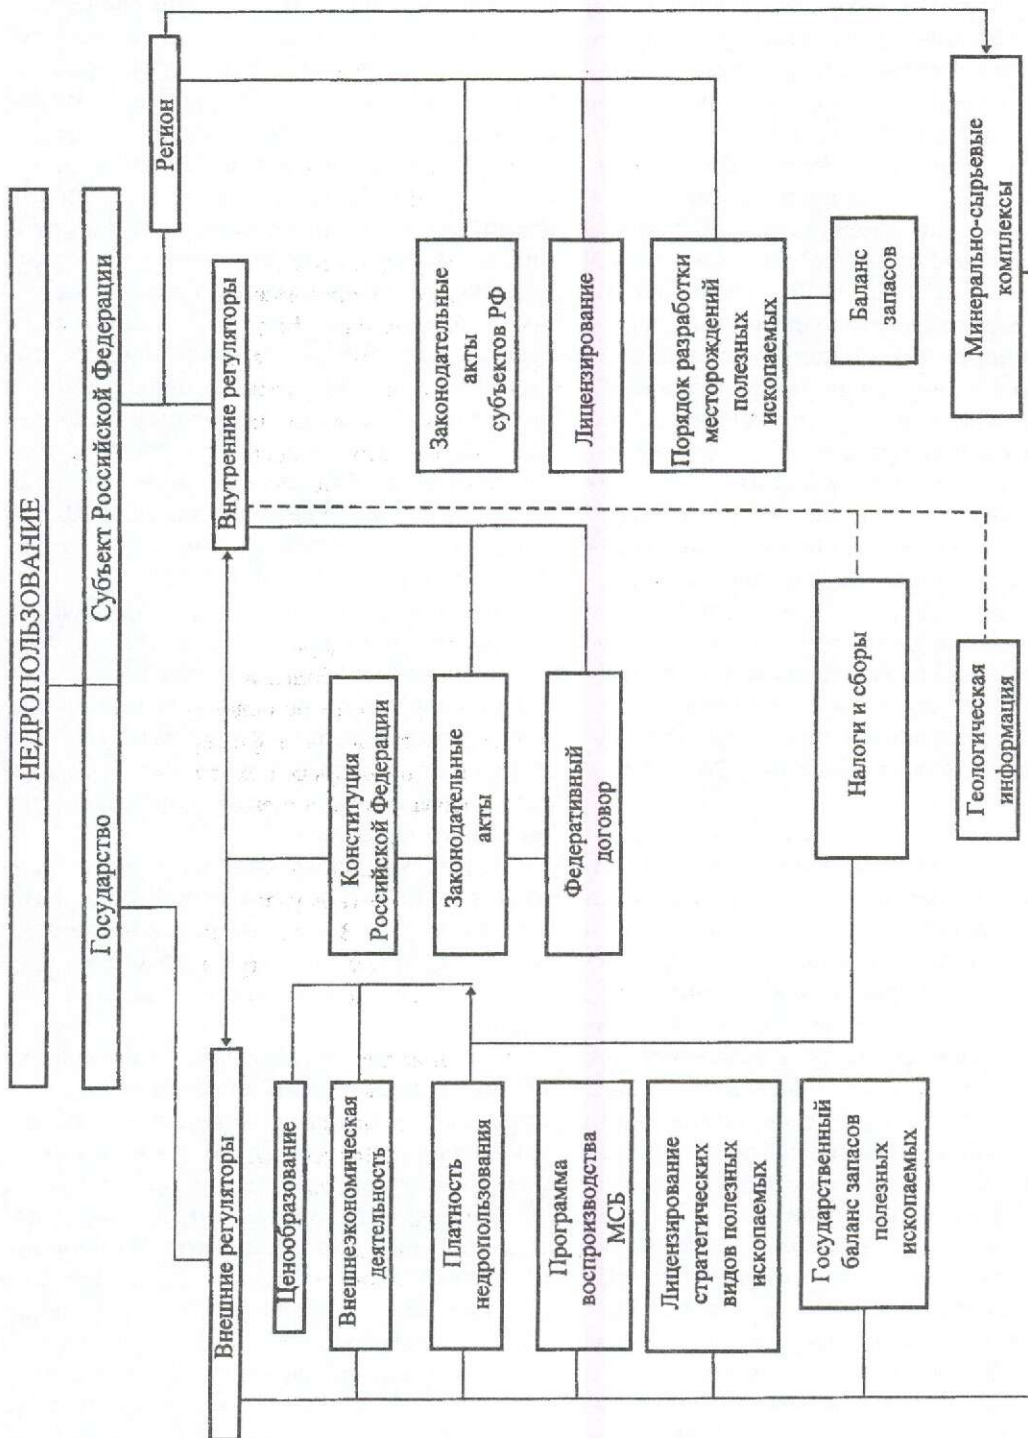 НЕДРОПОЛЬЗОВАНИЕ
Государство
Субъект Российской Федерации
Регион
Внешние регуляторы
Внутренние регуляторы
Ценообразование
Внешнеэкономическая
деятельность
Платность
недропользования
Программа
воспроизводства
МСБ
Лицензирование
стратегических
видов полезных
ископаемых
Государственный
баланс запасов
полезных
ископаемых
Конституция
Российской Федерации
Законодательные
акты
Федеративный
договор
Налоги и сборы
Геологическая
информация
Законодательные
акты
субъектов РФ
Лицензирование
Порядок разработки
месторождений
полезных
ископаемых
Баланс
запасов
Минерально-сырьевые
комплексы